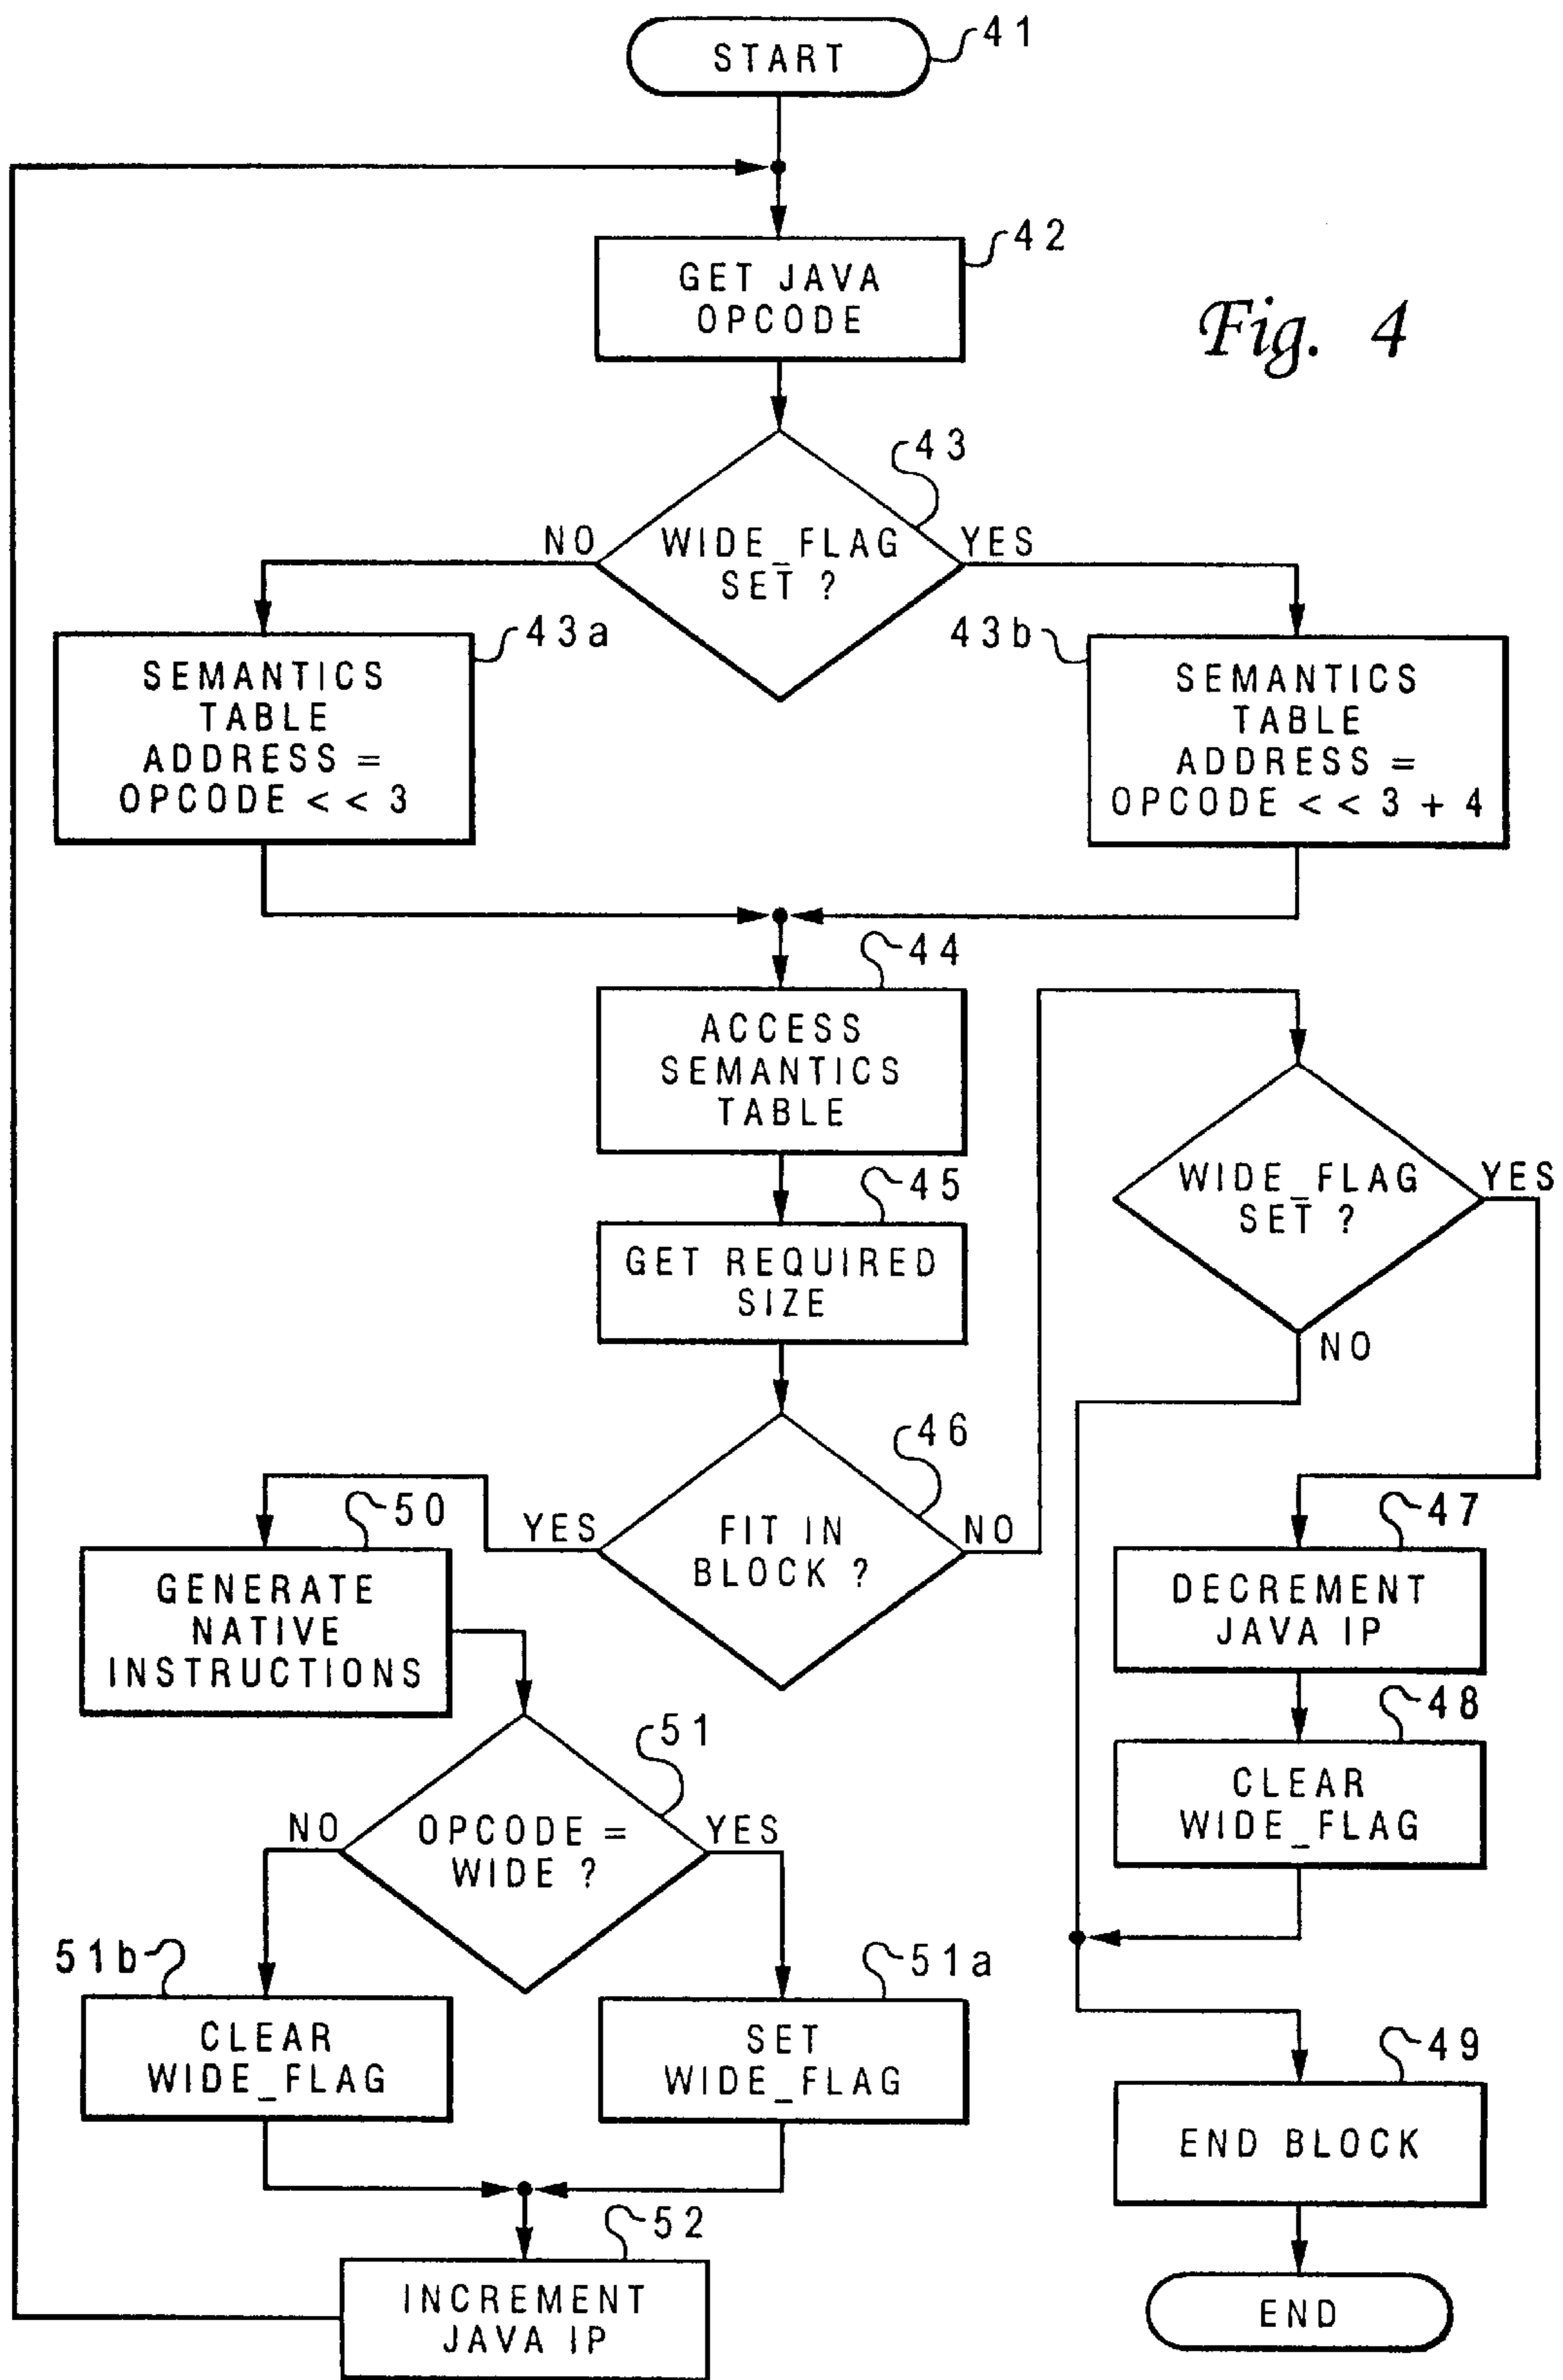 START
41
42
GET JAVA
OPCODE
Fig. 4
43
NO
WIDE_FLAG
SET ?
YES
43a
SEMANTICS
TABLE
ADDRESS =
OPCODE < < 3
43b
SEMANTICS
TABLE
ADDRESS =
OPCODE < < 3 + 4
44
ACCESS
SEMANTICS
TABLE
45
GET REQUIRED
SIZE
WIDE_FLAG
SET ?
YES
NO
46
YES
FIT IN
BLOCK ?
NO
50
GENERATE
NATIVE
INSTRUCTIONS
47
DECREMENT
JAVA IP
48
CLEAR
WIDE_FLAG
51
NO
OPCODE =
WIDE ?
YES
51b
CLEAR
WIDE_FLAG
51a
SET
WIDE_FLAG
49
END BLOCK
52
INCREMENT
JAVA IP
END